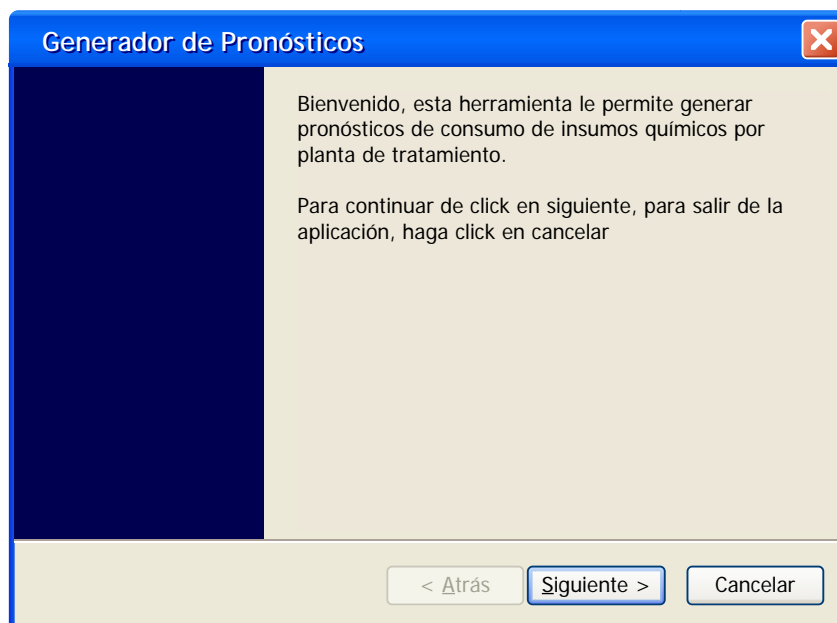 Generador de Pronósticos
Bienvenido, esta herramienta le permite generar
pronósticos de consumo de insumos químicos por
planta de tratamiento.
Para continuar de click en siguiente, para salir de la
aplicación, haga click en cancelar
< Atrás
Siguiente >
Cancelar